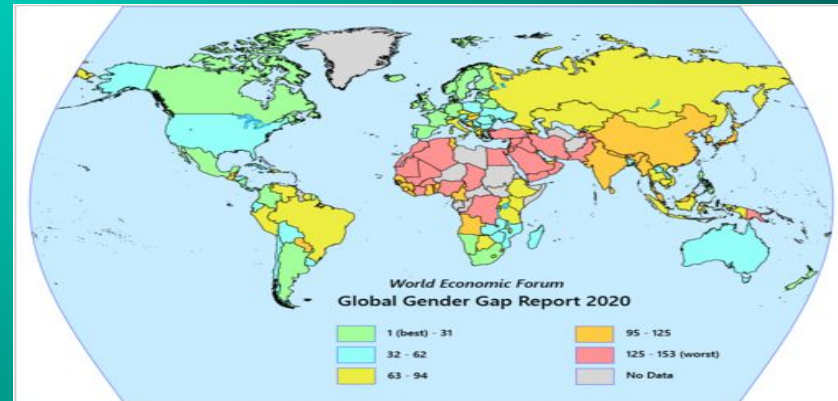 World Economic Forum
Global Gender Gap Report 2020
1 (best) - 31
32 - 62
63 - 94
95 - 125
125 - 153 (worst)
No Data